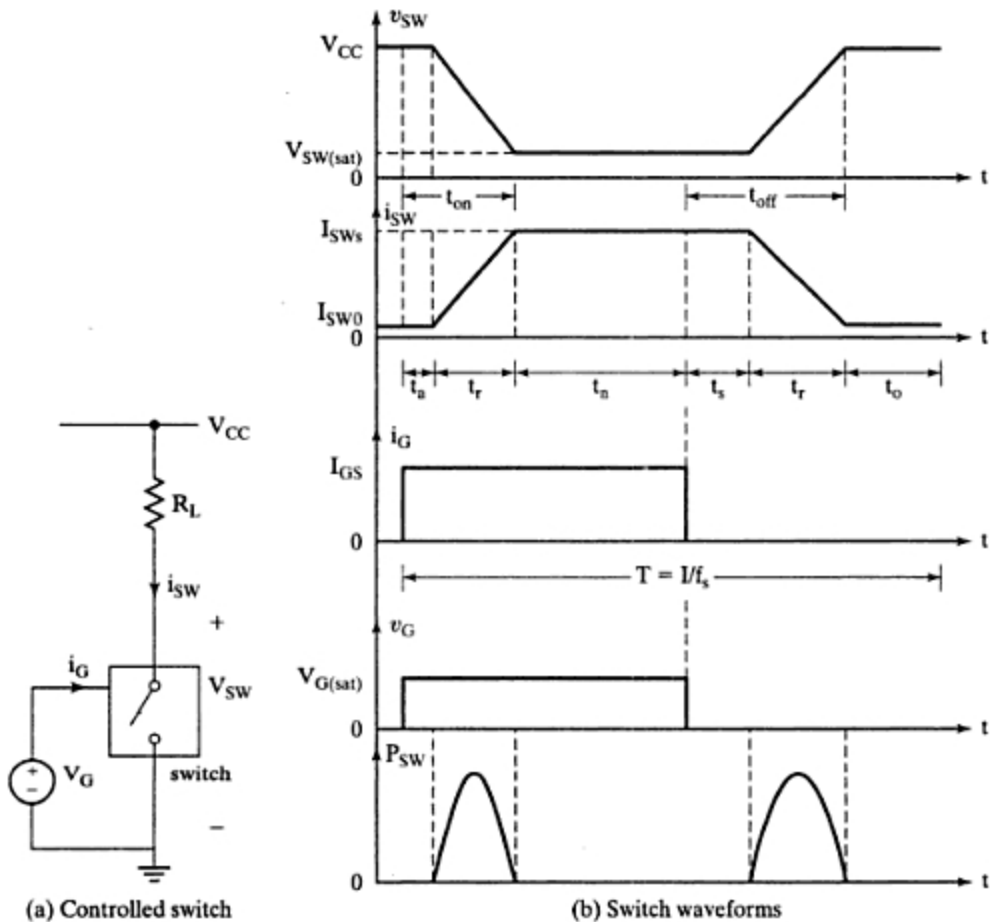 v_SW
V_CC
V_SW(sat)
0
t
t_on
t_off
i_SW
I_SWs
I_SW0
0
t
t_a
t_r
t_n
t_s
t_r
t_o
i_G
I_GS
0
t
T = I/f_s
v_G
V_G(sat)
0
t
P_SW
0
t
V_CC
R_L
i_SW
+
i_G
V_SW
+
−
V_G
switch
−
(a) Controlled switch
(b) Switch waveforms